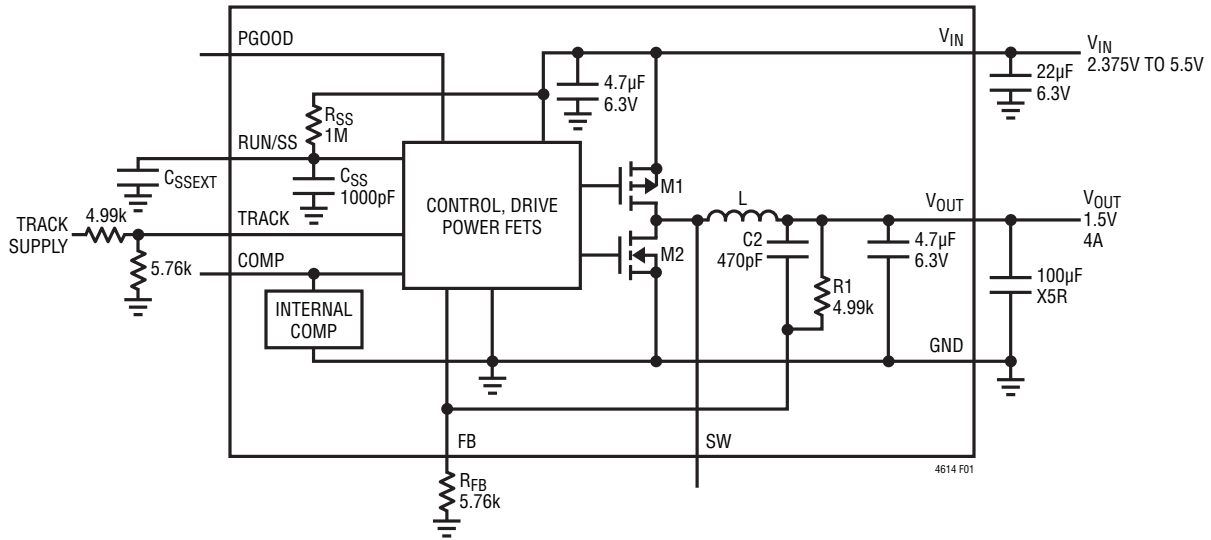 PGOOD
V_IN
V_IN
2.375V TO 5.5V
4.7µF
6.3V
22µF
6.3V
R_SS
1M
RUN/SS
C_SSEXT
C_SS
1000pF
CONTROL, DRIVE
POWER FETS
M1
L
V_OUT
V_OUT
1.5V
4A
4.99k
TRACK
TRACK
SUPPLY
5.76k
M2
C2
470pF
4.7µF
6.3V
COMP
R1
4.99k
100µF
X5R
INTERNAL
COMP
GND
FB
SW
4614 F01
R_FB
5.76k